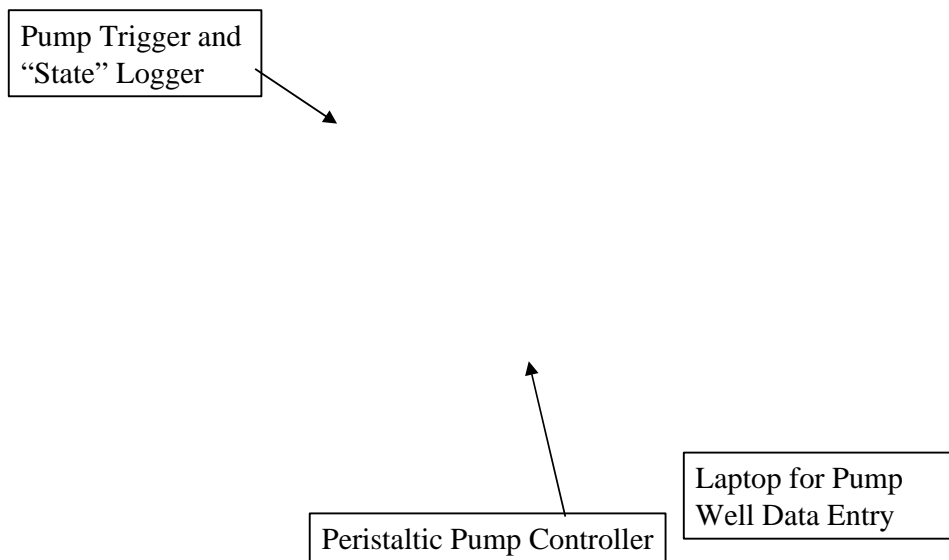 Pump Trigger and
“State” Logger
Laptop for Pump
Well Data Entry
Peristaltic Pump Controller